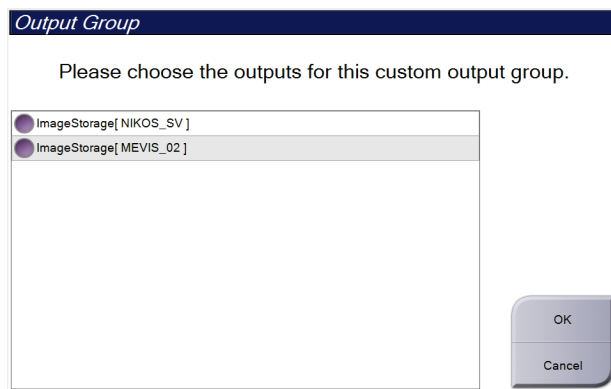 Output Group
Please choose the outputs for this custom output group.
ImageStorage[ NIKOS_SV ]
ImageStorage[ MEVIS_02 ]
OK
Cancel